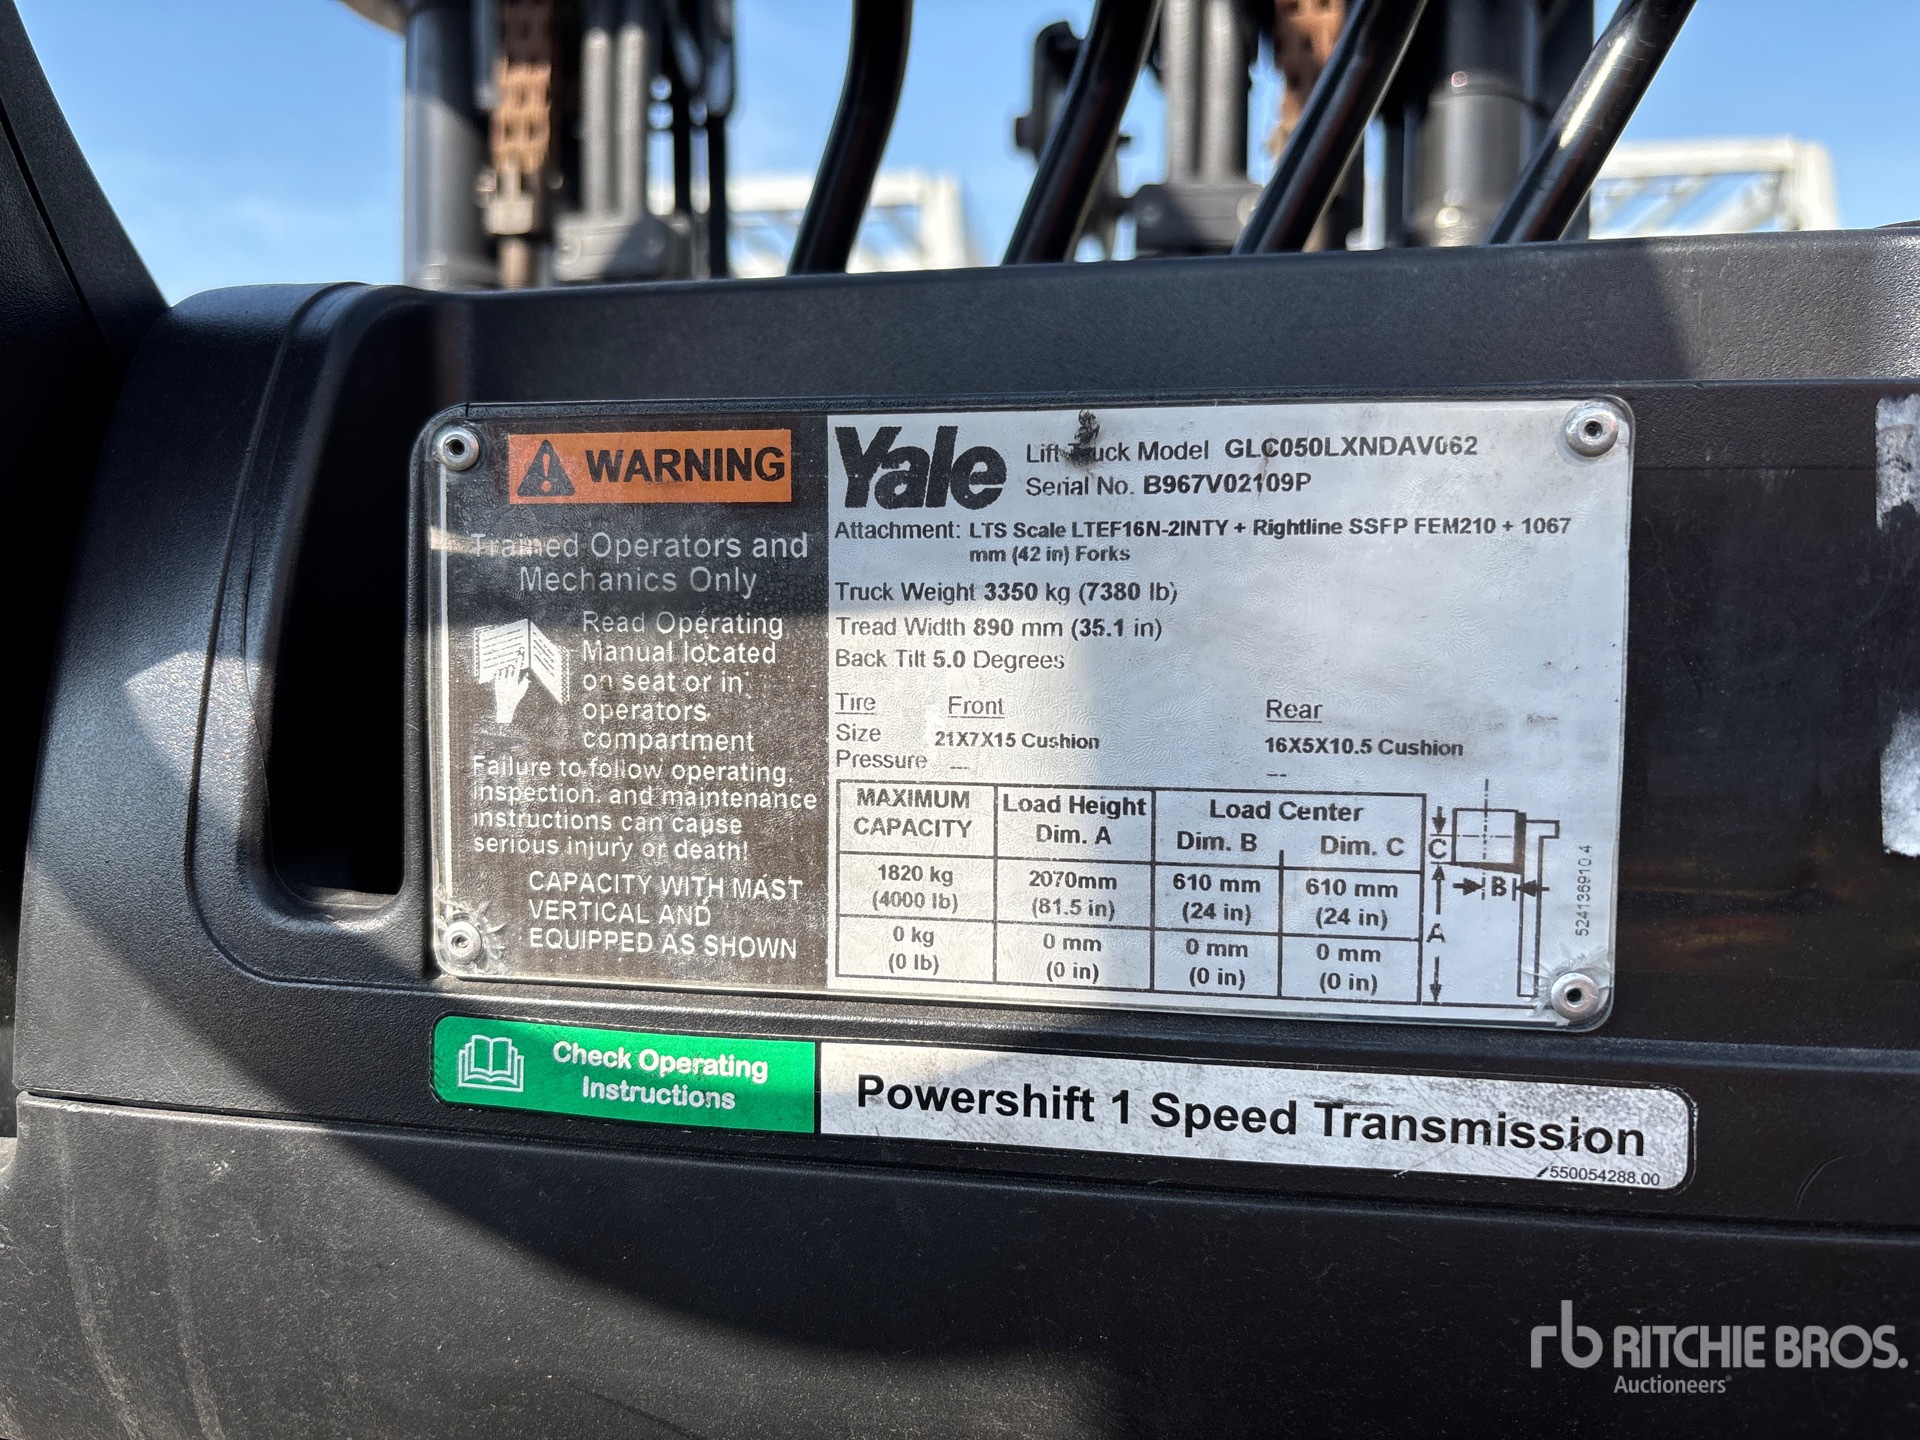 WARNING
Trained Operators and
Mechanics Only
Read Operating
Manual located
on seat or in
operators
compartment
Failure to follow operating,
inspection, and maintenance
instructions can cause
serious injury or death!
CAPACITY WITH MAST
VERTICAL AND
EQUIPPED AS SHOWN
Yale
Lift Truck Model GLC050LXNDAV062
Serial No. B967V02109P
Attachment: LTS Scale LTEF16N-2INTY + Rightline SSFP FEM210 + 1067
mm (42 in) Forks
Truck Weight 3350 kg (7380 lb)
Tread Width 890 mm (35.1 in)
Back Tilt 5.0 Degrees
Tire Front Rear
Size 21X7X15 Cushion 16X5X10.5 Cushion
Pressure --- ---
MAXIMUM CAPACITY Load Height Dim. A Load Center Dim. B Dim. C
1820 kg (4000 lb) 2070mm (81.5 in) 610 mm (24 in) 610 mm (24 in)
0 kg (0 lb) 0 mm (0 in) 0 mm (0 in) 0 mm (0 in)
C
B
A
524136910.4
Check Operating
Instructions
Powershift 1 Speed Transmission
550054288.00
rb RITCHIE BROS.
Auctioneers